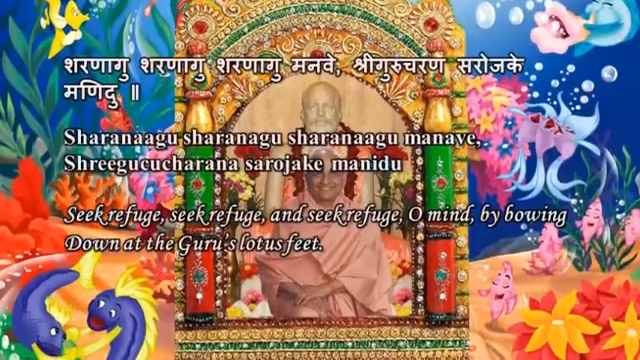 शरणागु शरणागु शरणागु मनवे, श्रीगुरुचरण सरोजके
मणिदु ॥
Sharanaagu sharanagu sharanaagu manave,
Shreegucucharana sarojake manidu
Seek refuge, seek refuge, and seek refuge, O mind, by bowing
Down at the Guru's lotus feet.